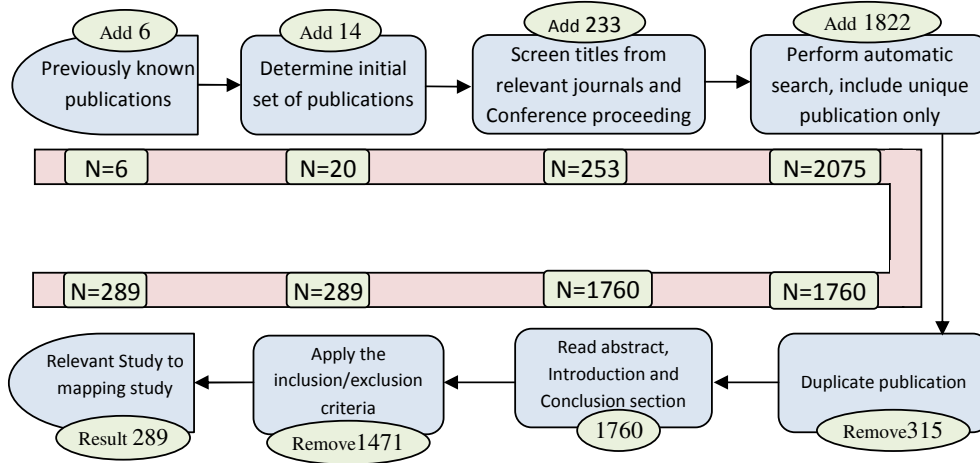 Add 6
Previously known
publications
Add 14
Determine initial
set of publications
Add 233
Screen titles from
relevant journals and
Conference proceeding
Add 1822
Perform automatic
search, include unique
publication only
N=6
N=20
N=253
N=2075
N=289
N=289
N=1760
N=1760
Relevant Study to
mapping study
Result 289
Apply the
inclusion/exclusion
criteria
Remove1471
Read abstract,
Introduction and
Conclusion section
1760
Duplicate publication
Remove315